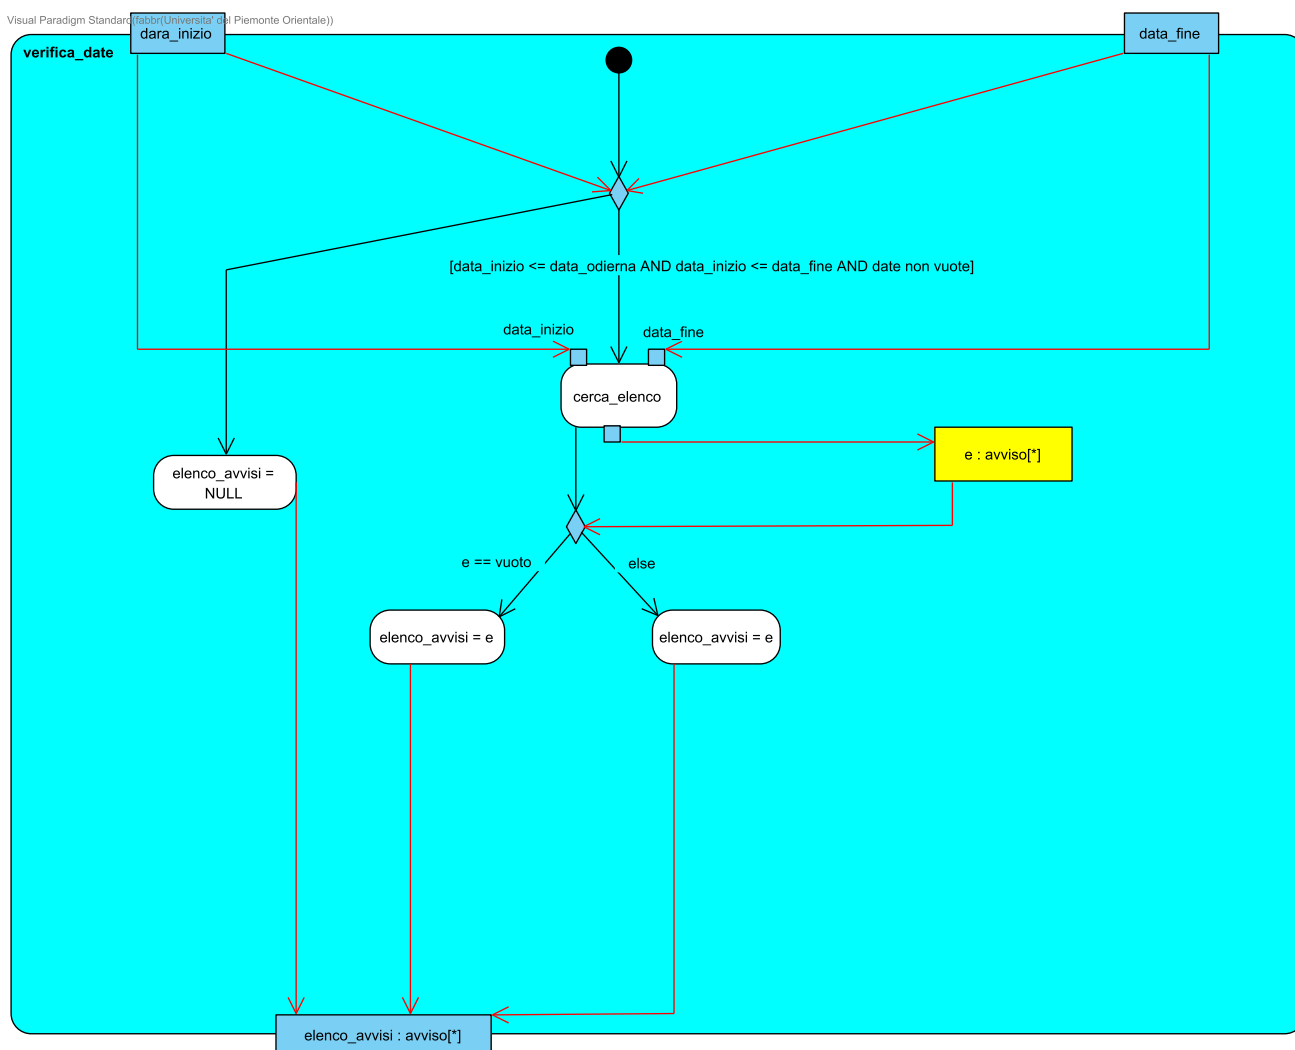 Visual Paradigm Standard(fabbr(Universita' del Piemonte Orientale))
dara_inizio
data_fine
verifica_date
[data_inizio <= data_odierna AND data_inizio <= data_fine AND date non vuote]
data_inizio
data_fine
cerca_elenco
e : avviso[*]
elenco_avvisi =
NULL
e == vuoto
else
elenco_avvisi = e
elenco_avvisi = e
elenco_avvisi : avviso[*]